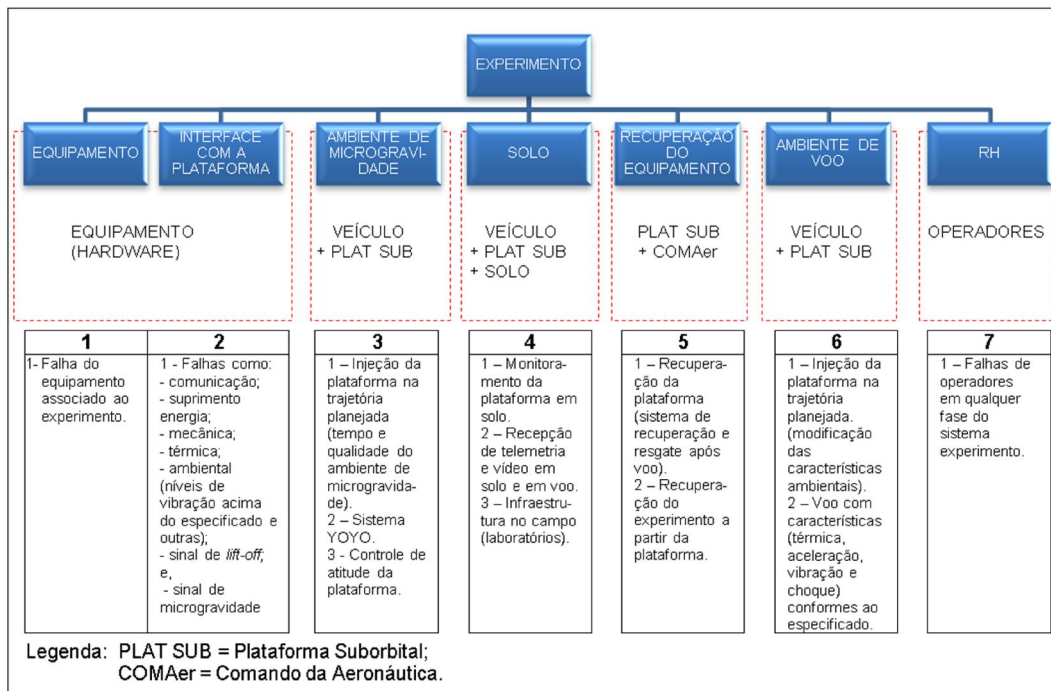 EXPERIMENTO
EQUIPAMENTO
INTERFACE
COM A
PLATAFORMA
AMBIENTE DE
MICROGRAVI-
DADE
SOLO
RECUPERAÇÃO
DO
EQUIPAMENTO
AMBIENTE DE
VOO
RH
EQUIPAMENTO
(HARDWARE)
VEÍCULO
+ PLAT SUB
VEÍCULO
+ PLAT SUB
+ SOLO
PLAT SUB
+ COMAer
VEÍCULO
+ PLAT SUB
OPERADORES
1
1- Falha do
equipamento
associado ao
experimento.
2
1 - Falhas como:
- comunicação;
- suprimento
energia;
- mecânica;
- térmica;
- ambiental
(níveis de
vibração acima
do especificado e
outras);
- sinal de lift-off;
e,
- sinal de
microgravidade
3
1 – Injeção da
plataforma na
trajetória
planejada
(tempo e
qualidade do
ambiente de
microgravida-
de).
2 – Sistema
YOYO.
3 - Controle de
atitude da
plataforma.
4
1 – Monitora-
mento da
plataforma em
solo.
2 – Recepção
de telemetria
e vídeo em
solo e em voo.
3 – Infraestru-
tura no campo
(laboratórios).
5
1 – Recupera-
ção da
plataforma
(sistema de
recuperação e
resgate após
voo).
2 – Recupera-
ção do
experimento a
partir da
plataforma.
6
1 – Injeção da
plataforma na
trajetória
planejada.
(modificação
das
características
ambientais).
2 – Voo com
características
(térmica,
aceleração,
vibração e
choque)
conformes ao
especificado.
7
1 – Falhas de
operadores
em qualquer
fase do
sistema
experimento.
Legenda: PLAT SUB = Plataforma Suborbital;
COMAer = Comando da Aeronáutica.